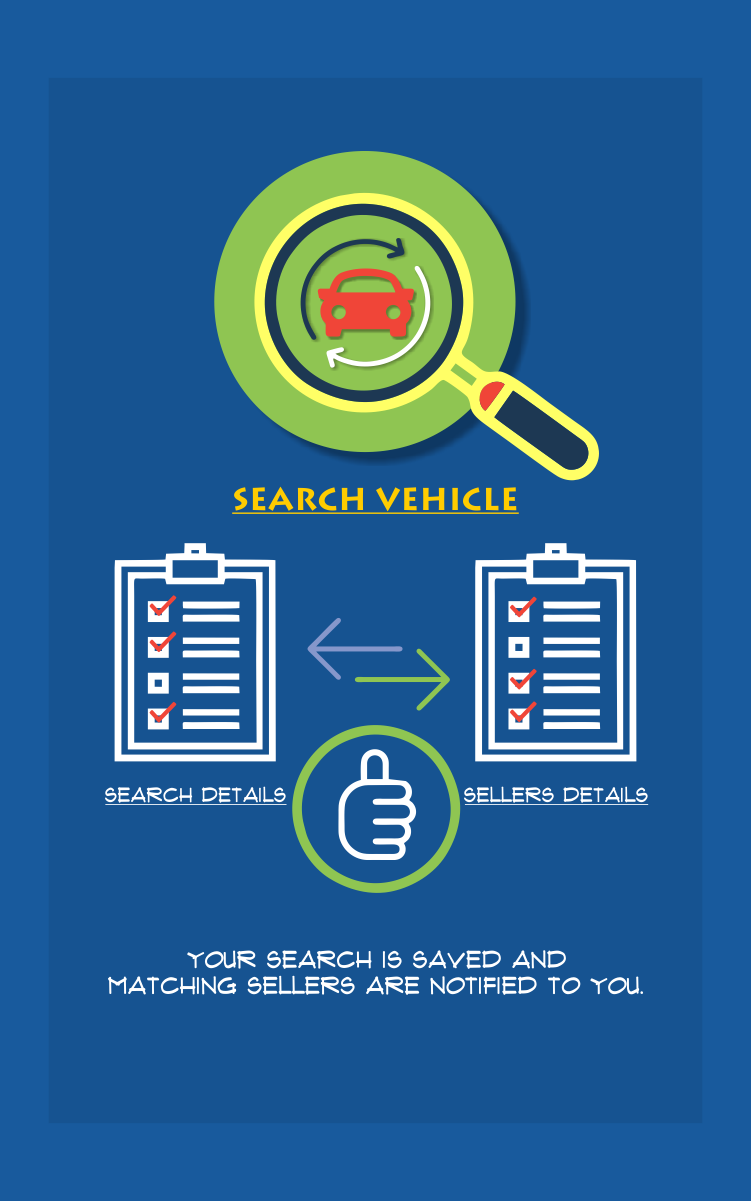 SEARCH VEHICLE
SEARCH DETAILS
SELLERS DETAILS
YOUR SEARCH IS SAVED AND
MATCHING SELLERS ARE NOTIFIED TO YOU.